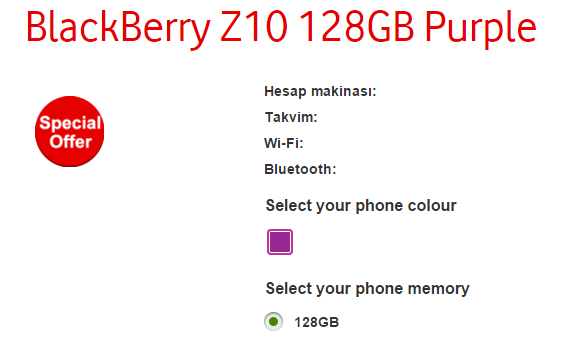 BlackBerry Z10 128GB Purple
Special
Offer
Hesap makinası:
Takvim:
Wi-Fi:
Bluetooth:
Select your phone colour
Select your phone memory
128GB